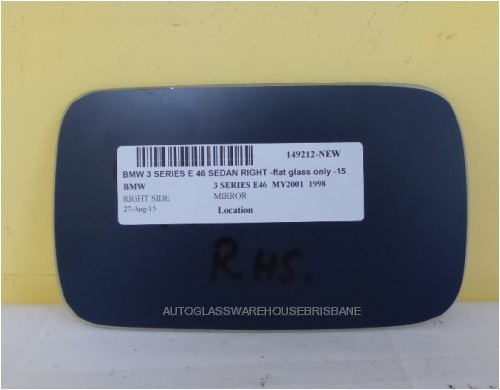 149212-NEW
BMW 3 SERIES E 46 SEDAN RIGHT -flat glass only -15
BMW 3 SERIES E46 MY2001 1998
RIGHT SIDE MIRROR
27-Aug-15 Location
R HS.
AUTOGLASSWAREHOUSEBRISBANE